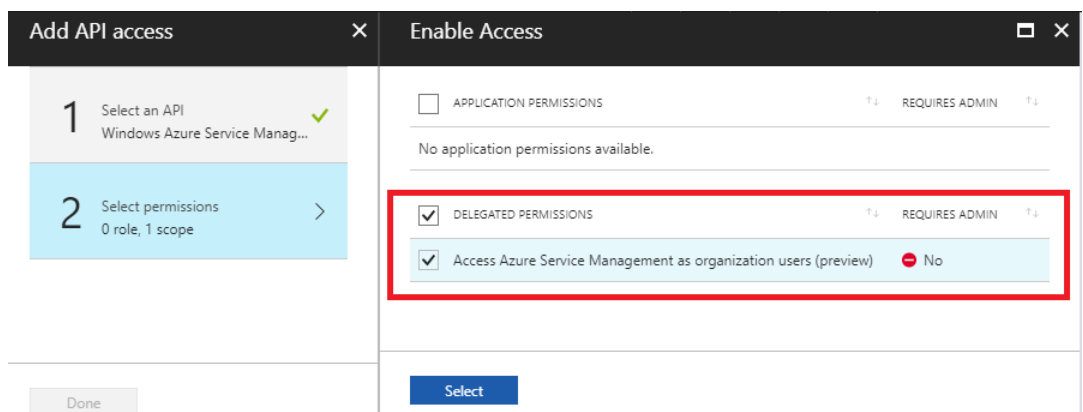 Add API access
Enable Access
1
Select an API
Windows Azure Service Manag...
2
Select permissions
0 role, 1 scope
Done
APPLICATION PERMISSIONS
REQUIRES ADMIN
No application permissions available.
DELEGATED PERMISSIONS
REQUIRES ADMIN
Access Azure Service Management as organization users (preview)
No
Select